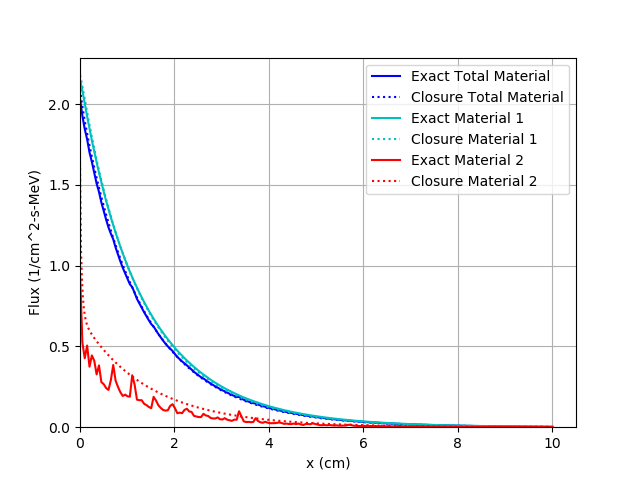 Exact Total Material
Closure Total Material
Exact Material 1
Closure Material 1
Exact Material 2
Closure Material 2
Flux (1/cm^2-s-MeV)
2.0
1.5
1.0
0.5
0.0
0 2 4 6 8 10
x (cm)